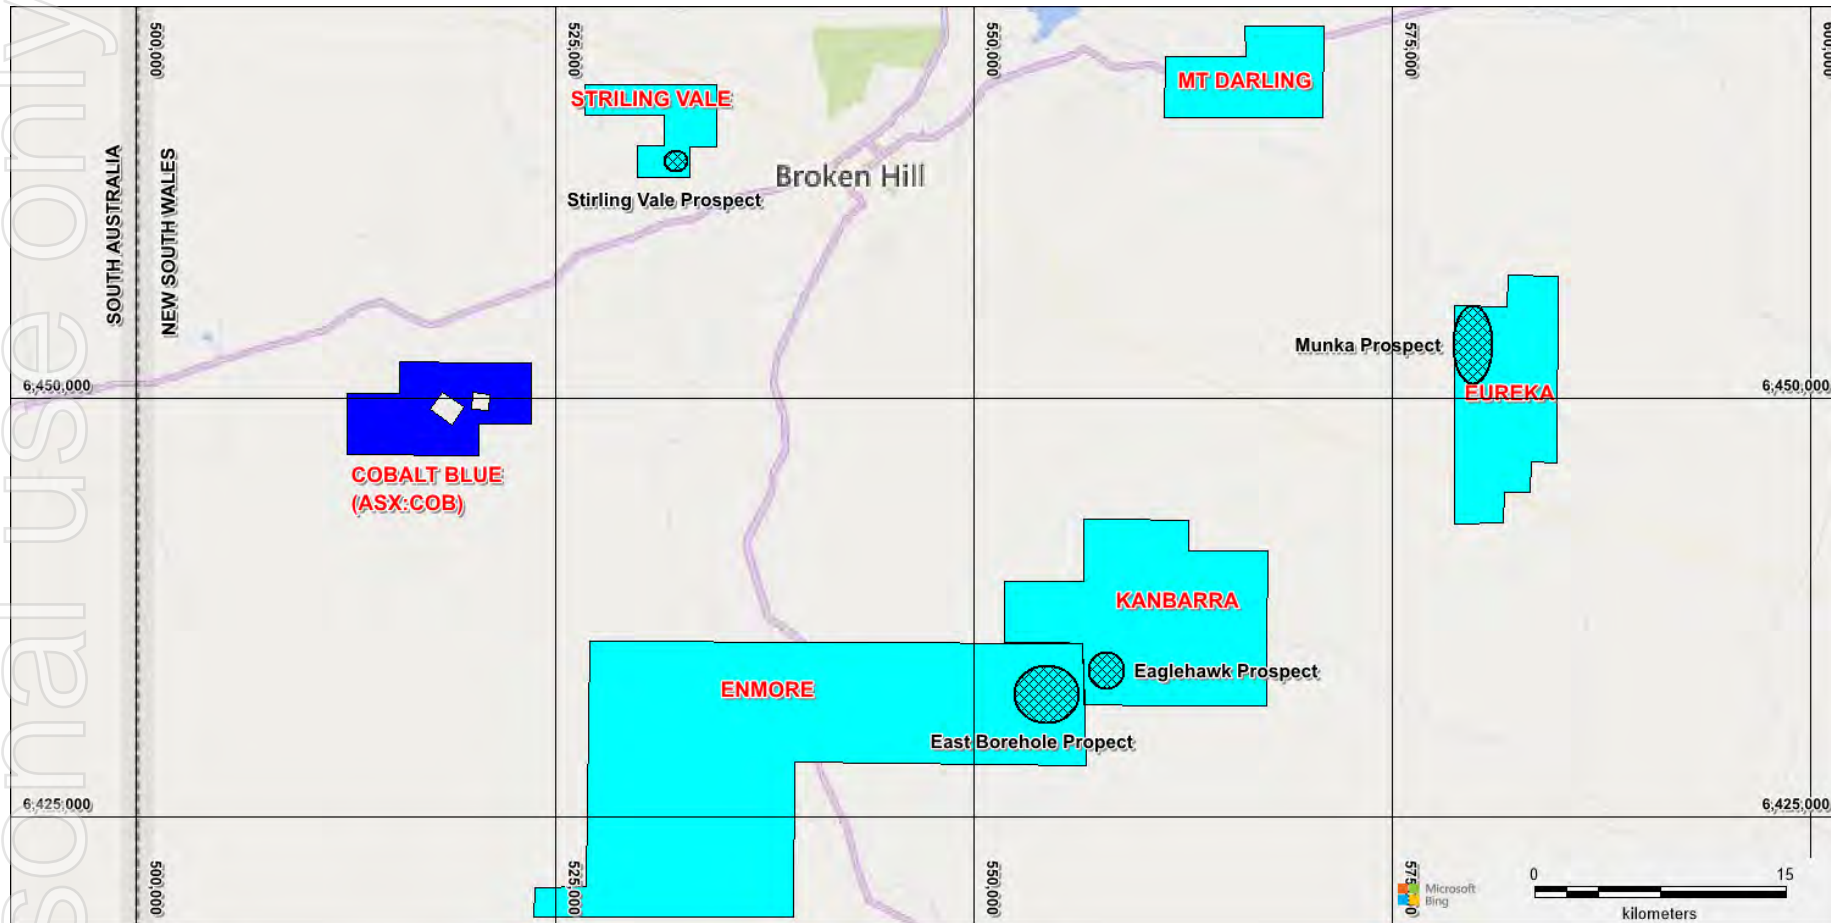 sonal use only
500,000
525,000
550,000
575,000
600,000
STRILING VALE
MT DARLING
SOUTH AUSTRALIA
NEW SOUTH WALES
Broken Hill
Stirling Vale Prospect
Munka Prospect
6,450,000
6,450,000
EUREKA
COBALT BLUE
(ASX:COB)
KANBARRA
Eaglehawk Prospect
ENMORE
East Borehole Propect
6,425,000
6,425,000
500,000
525,000
550,000
575,000
Microsoft
Bing
0
15
kilometers